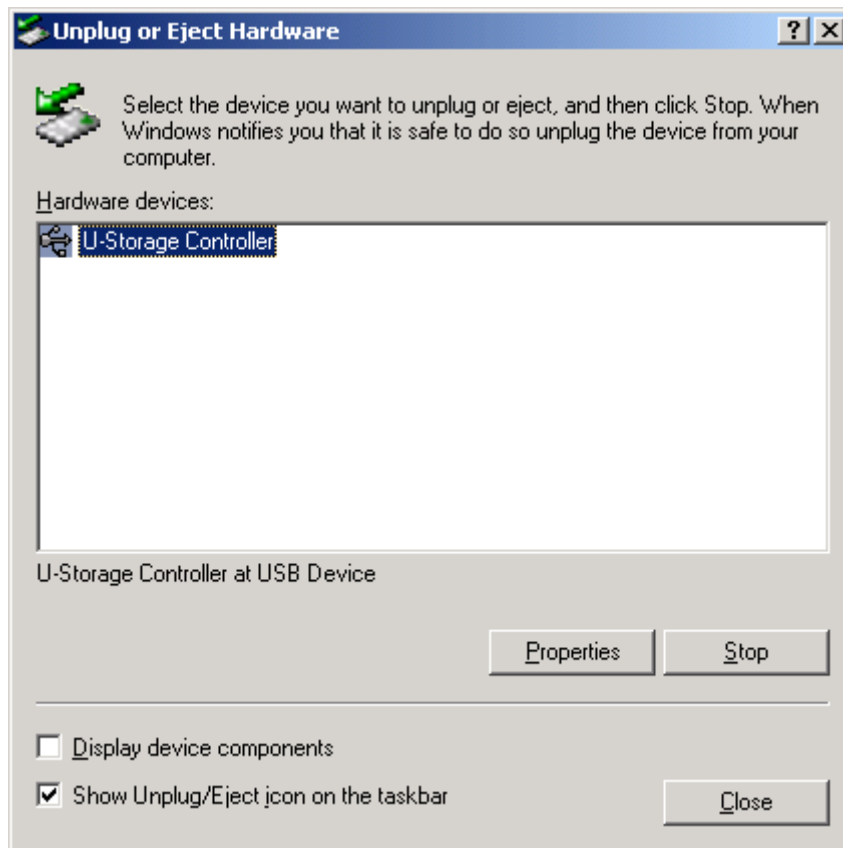 Unplug or Eject Hardware
Select the device you want to unplug or eject, and then click Stop. When
Windows notifies you that it is safe to do so unplug the device from your
computer.
Hardware devices:
U-Storage Controller
U-Storage Controller at USB Device
Properties
Stop
Display device components
Show Unplug/Eject icon on the taskbar
Close